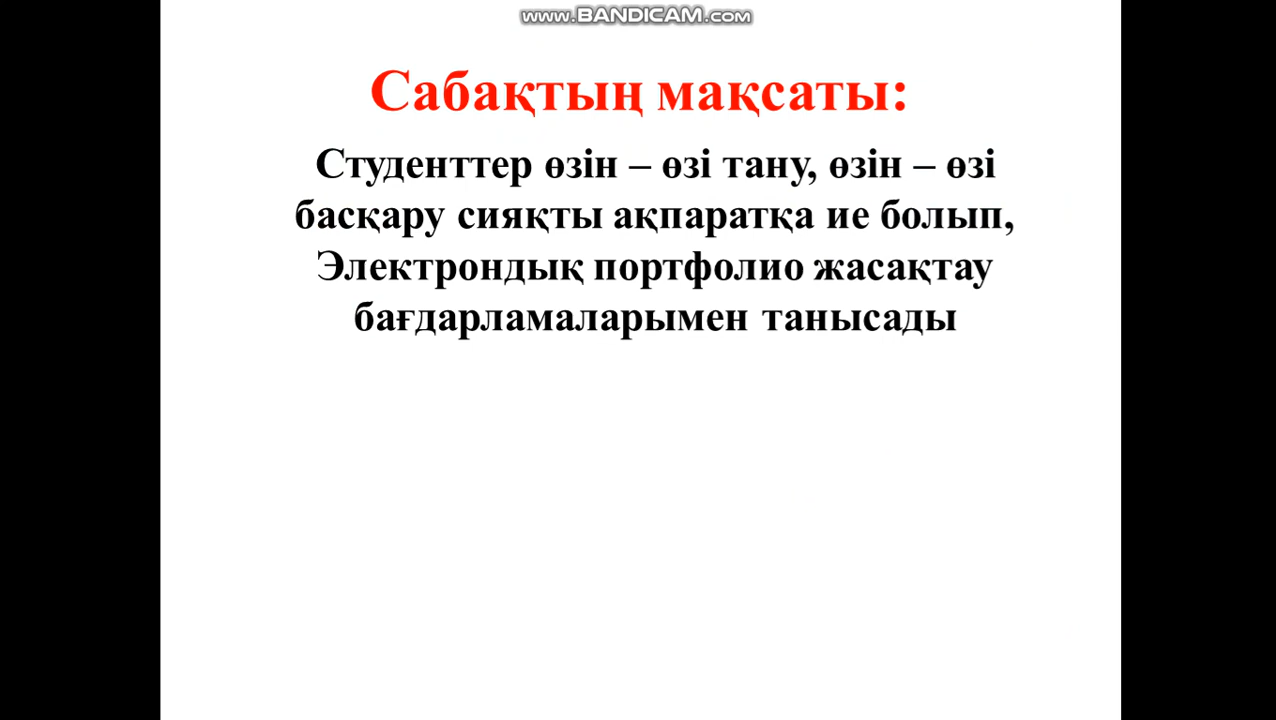 www.BANDICAM.com
Сабақтың мақсаты:
Студенттер өзін – өзі тану, өзін – өзі
басқару сияқты ақпаратқа ие болып,
Электрондық портфолио жасақтау
бағдарламаларымен танысады